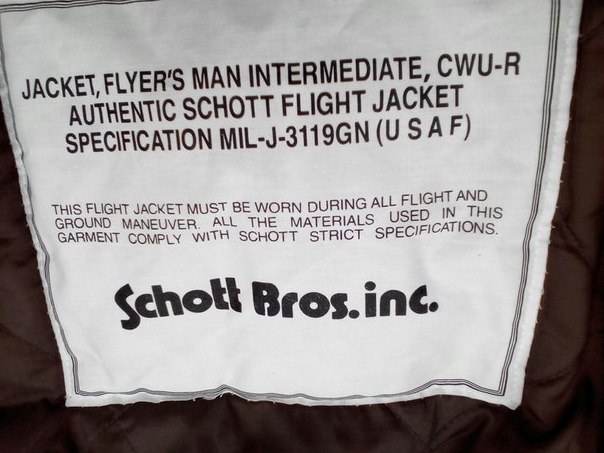 JACKET, FLYER'S MAN INTERMEDIATE, CWU-R
AUTHENTIC SCHOTT FLIGHT JACKET
SPECIFICATION MIL-J-3119GN (U S A F)
THIS FLIGHT JACKET MUST BE WORN DURING ALL FLIGHT AND
GROUND MANEUVER. ALL THE MATERIALS USED IN THIS
GARMENT COMPLY WITH SCHOTT STRICT SPECIFICATIONS.
Schott Bros. inc.